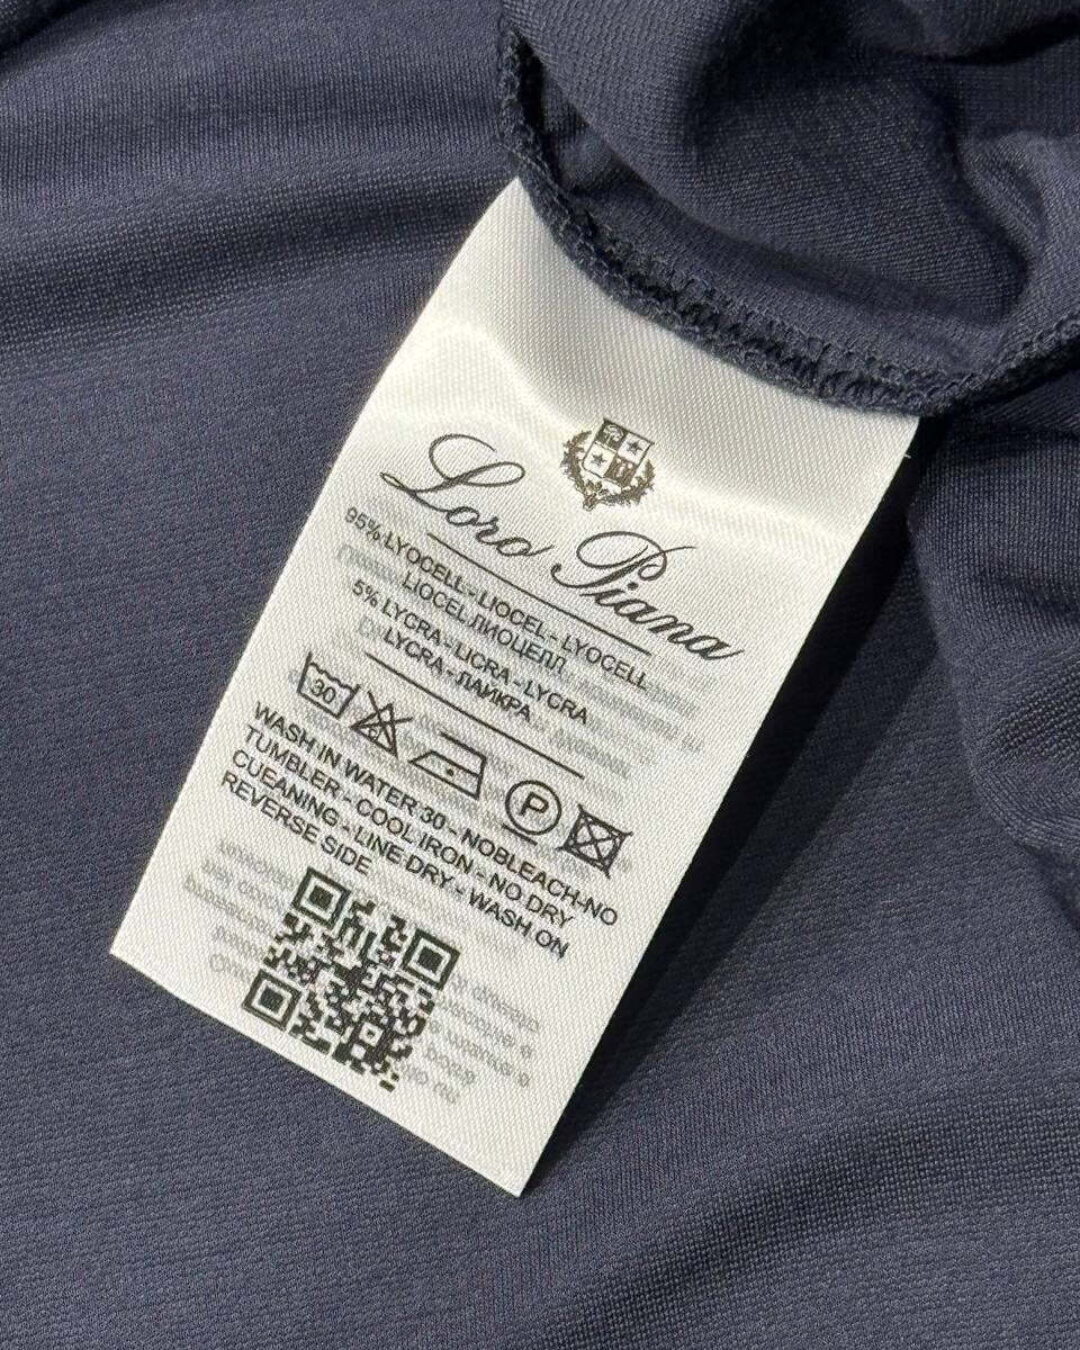 Loro Piana
95% LYOCELL - LIOCEL - LYOCELL
LIOCEL ЛИОЦЕЛЛ
5% LYCRA - LICRA - LYCRA
LYCRA - ЛАЙКРА
30
P
WASH IN WATER 30 - NOBLEACH-NO
TUMBLER - COOL IRON - NO DRY
CUEANING - LINE DRY - WASH ON
REVERSE SIDE